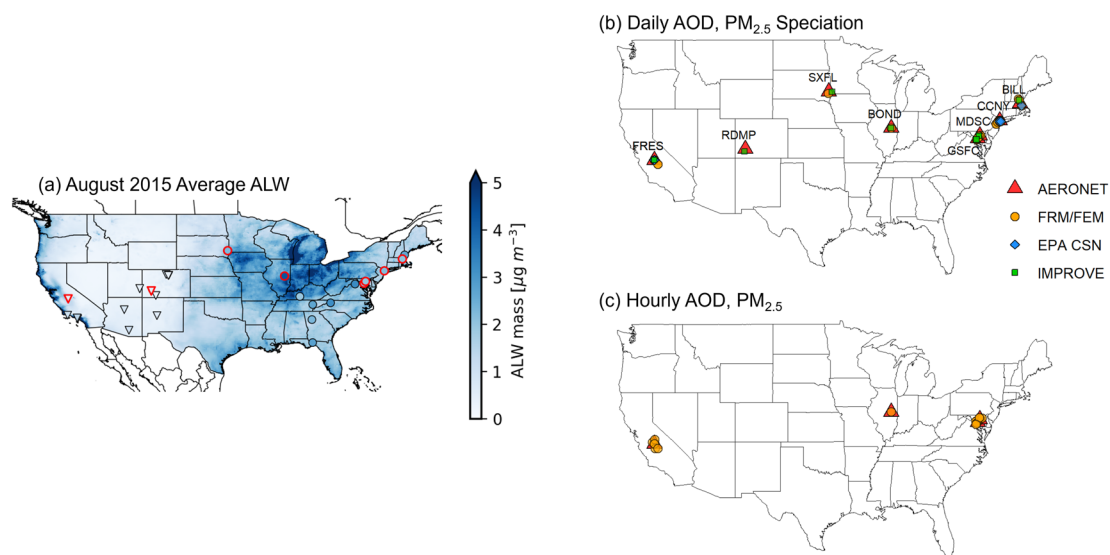 (a) August 2015 Average ALW
5
4
3
2
1
0
ALW mass [μg m⁻³]
(b) Daily AOD, PM₂.₅ Speciation
SXFL
BILL
CCNY
BOND
MDSC
RDMP
FRES
GSFC
AERONET
FRM/FEM
EPA CSN
IMPROVE
(c) Hourly AOD, PM₂.₅